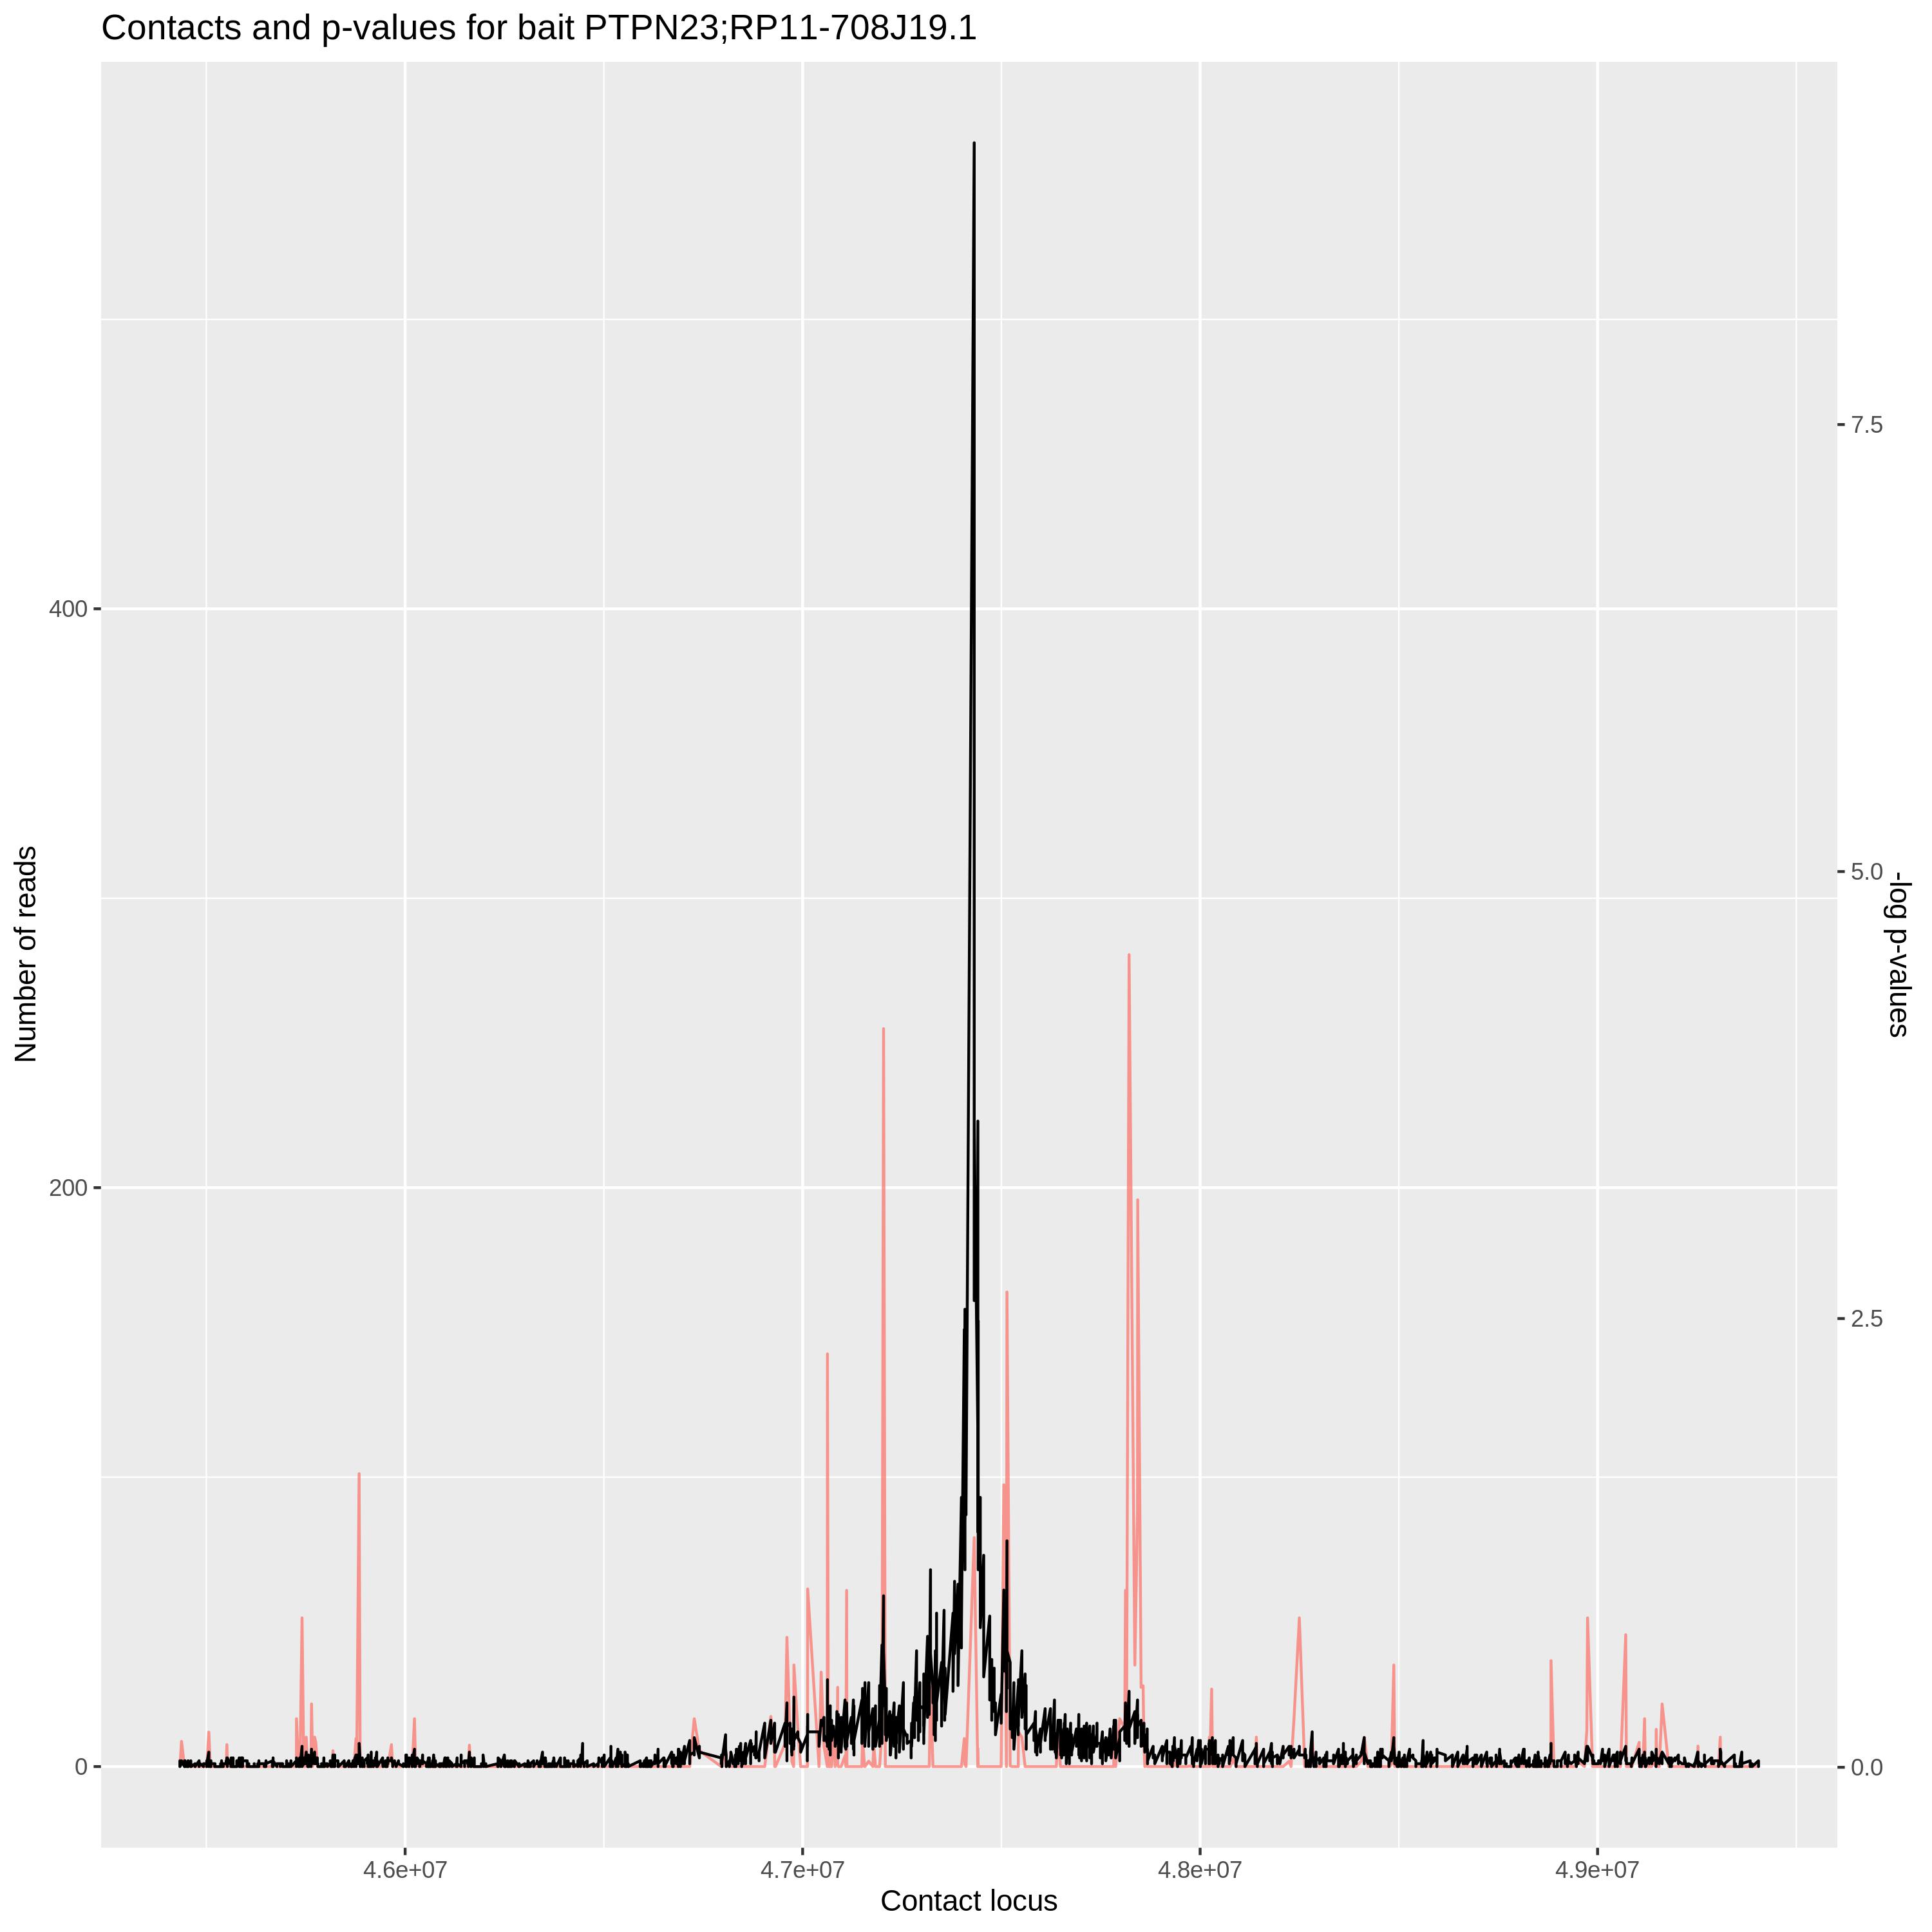 Contacts and p-values for bait PTPN23;RP11-708J19.1
Number of reads
400
200
0
7.5
5.0
2.5
0.0
-log p-values
4.6e+07
4.7e+07
4.8e+07
4.9e+07
Contact locus